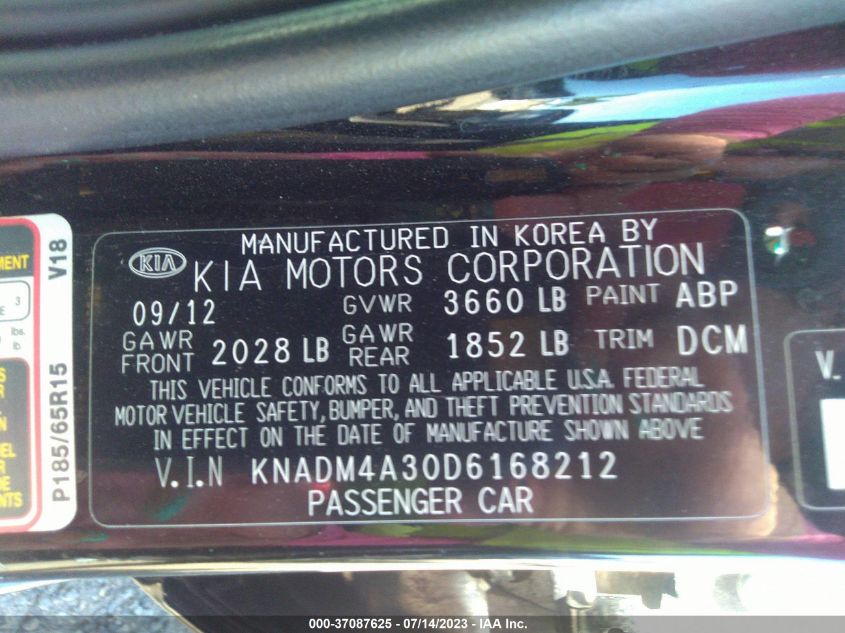 MANUFACTURED IN KOREA BY
KIA KIA MOTORS CORPORATION
09/12 GVWR 3660 LB PAINT ABP
GAWR FRONT 2028 LB GAWR REAR 1852 LB TRIM DCM
THIS VEHICLE CONFORMS TO ALL APPLICABLE U.S.A. FEDERAL
MOTOR VEHICLE SAFETY, BUMPER, AND THEFT PREVENTION STANDARDS
IN EFFECT ON THE DATE OF MANUFACTURE SHOWN ABOVE
V.I.N KNADM4A30D6168212
PASSENGER CAR
P185/65R15 V18
3
lbs.
V.
000-37087625 - 07/14/2023 - IAA Inc.